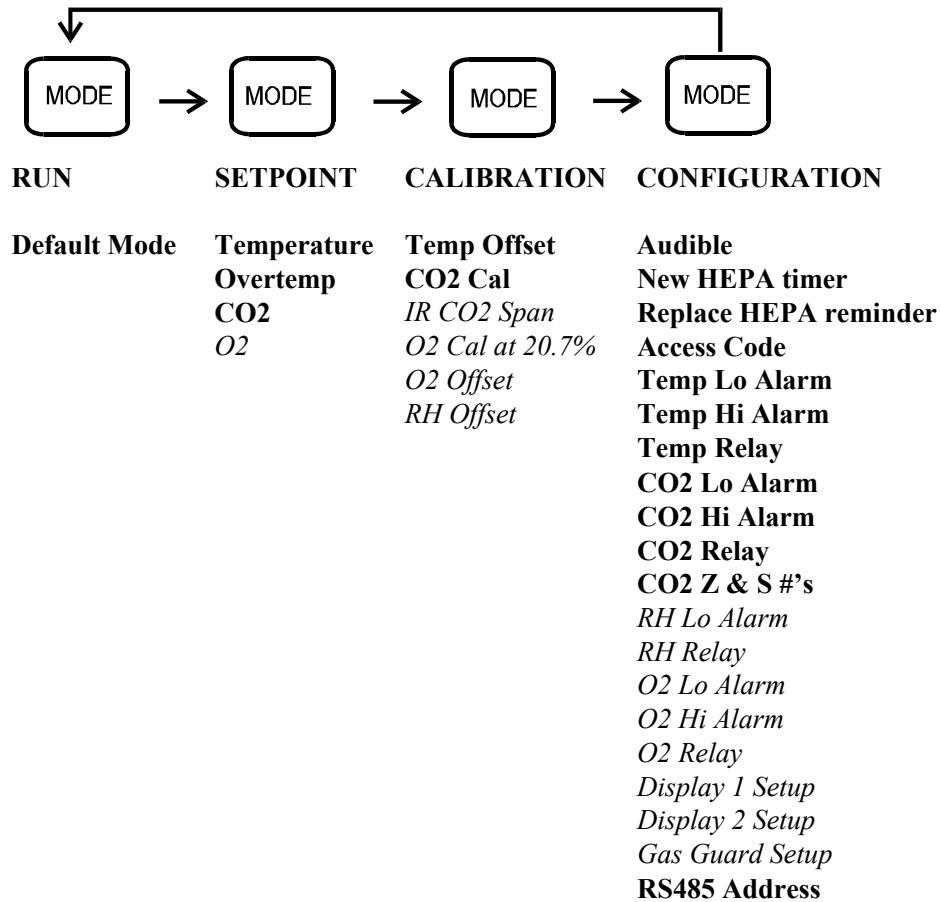 MODE MODE MODE MODE
RUN SETPOINT CALIBRATION CONFIGURATION
Default Mode Temperature Temp Offset Audible
Overtemp CO2 Cal New HEPA timer
CO2 IR CO2 Span Replace HEPA reminder
O2 O2 Cal at 20.7% Access Code
O2 Offset Temp Lo Alarm
RH Offset Temp Hi Alarm
Temp Relay
CO2 Lo Alarm
CO2 Hi Alarm
CO2 Relay
CO2 Z & S #’s
RH Lo Alarm
RH Relay
O2 Lo Alarm
O2 Hi Alarm
O2 Relay
Display 1 Setup
Display 2 Setup
Gas Guard Setup
RS485 Address